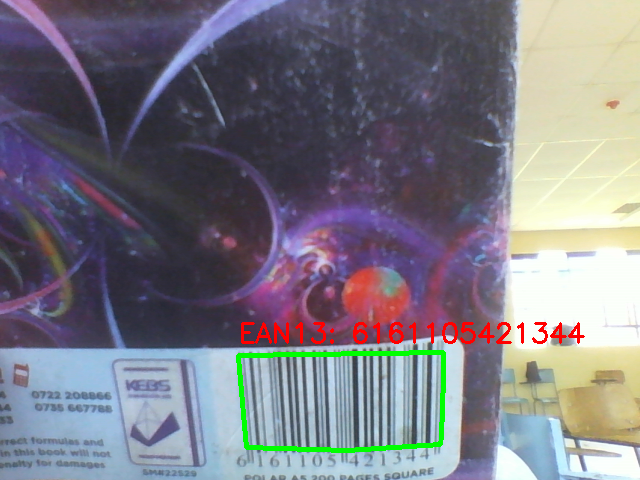 EAN13: 6161105421344
0722 208866
0735 667788
rrect formulas and
in this book will not
enalty for damages
KEBS
SM#22529
6 161105 421344
POLAR A5 200 PAGES SQUARE